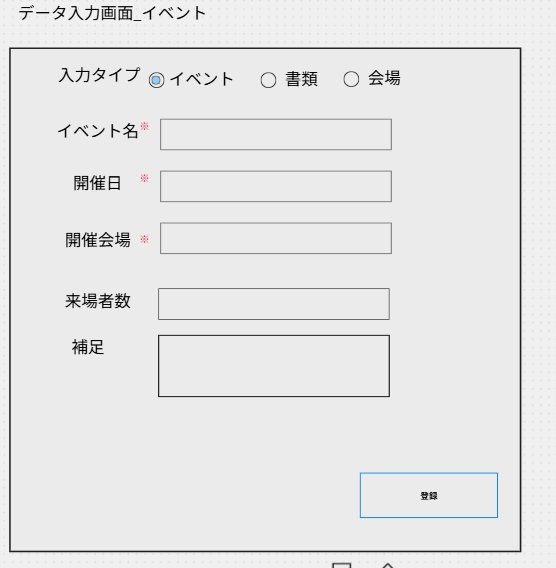 データ入力画面_イベント
入力タイプ イベント 書類 会場
イベント名※
開催日 ※
開催会場 ※
来場者数
補足
登録